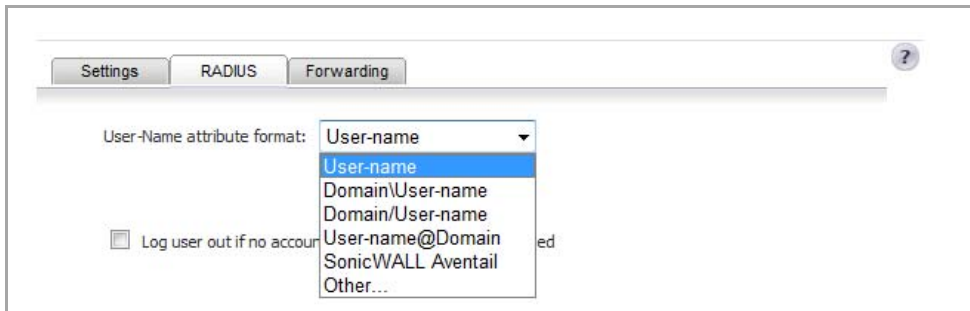 Settings RADIUS Forwarding ?
User-Name attribute format: User-name
User-name
Domain\User-name
Domain/User-name
User-name@Domain
SonicWALL Aventail
Other...
Log user out if no accour ed